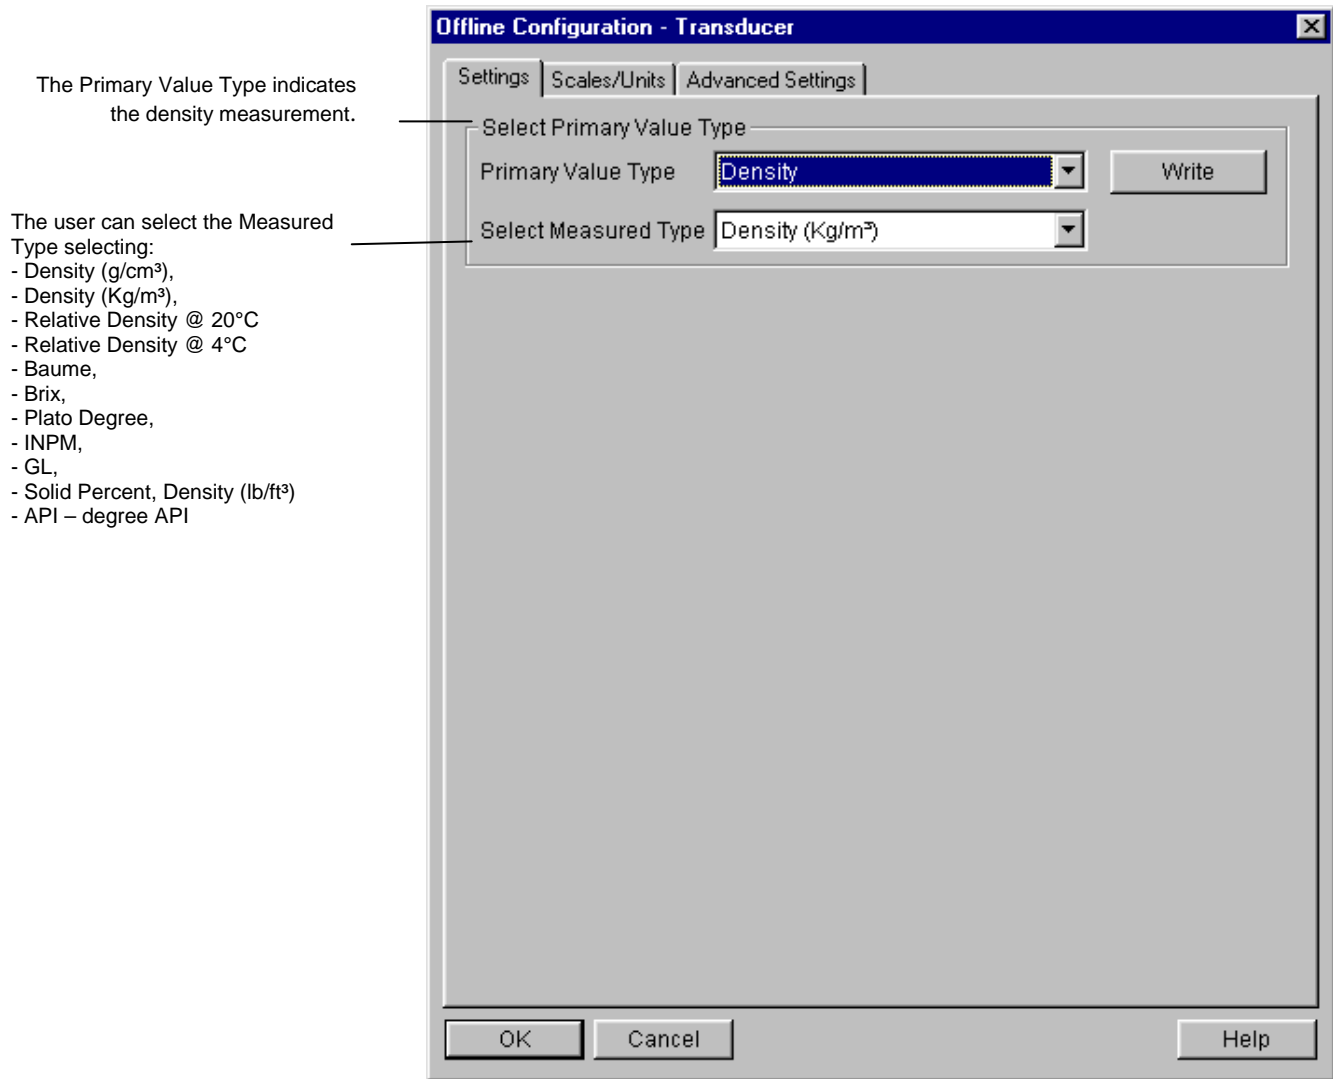 Offline Configuration - Transducer
Settings
Scales/Units
Advanced Settings
The Primary Value Type indicates
the density measurement.
Select Primary Value Type
Primary Value Type
Density
Write
Select Measured Type
Density (Kg/m³)
The user can select the Measured
Type selecting:
- Density (g/cm³),
- Density (Kg/m³),
- Relative Density @ 20°C
- Relative Density @ 4°C
- Baume,
- Brix,
- Plato Degree,
- INPM,
- GL,
- Solid Percent, Density (lb/ft³)
- API – degree API
OK
Cancel
Help